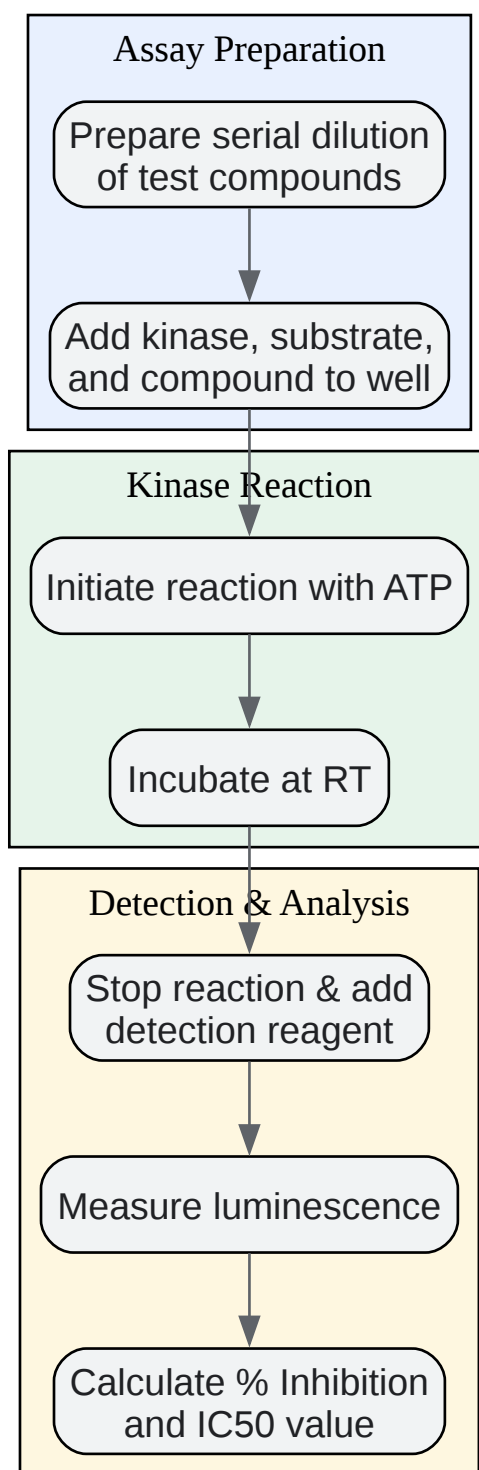 Assay Preparation
Prepare serial dilution
of test compounds
Add kinase, substrate,
and compound to well
Kinase Reaction
Initiate reaction with ATP
Incubate at RT
Detection & Analysis
Stop reaction & add
detection reagent
Measure luminescence
Calculate % Inhibition
and IC50 value